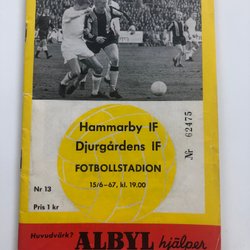 Hammarby IF
Djurgårdens IF
FOTBOLLSTADION
15/6-67, kl. 19.00
Nº 62475
Nr 13
Pris 1 kr
Huvudvärk? ALBYL hjälper